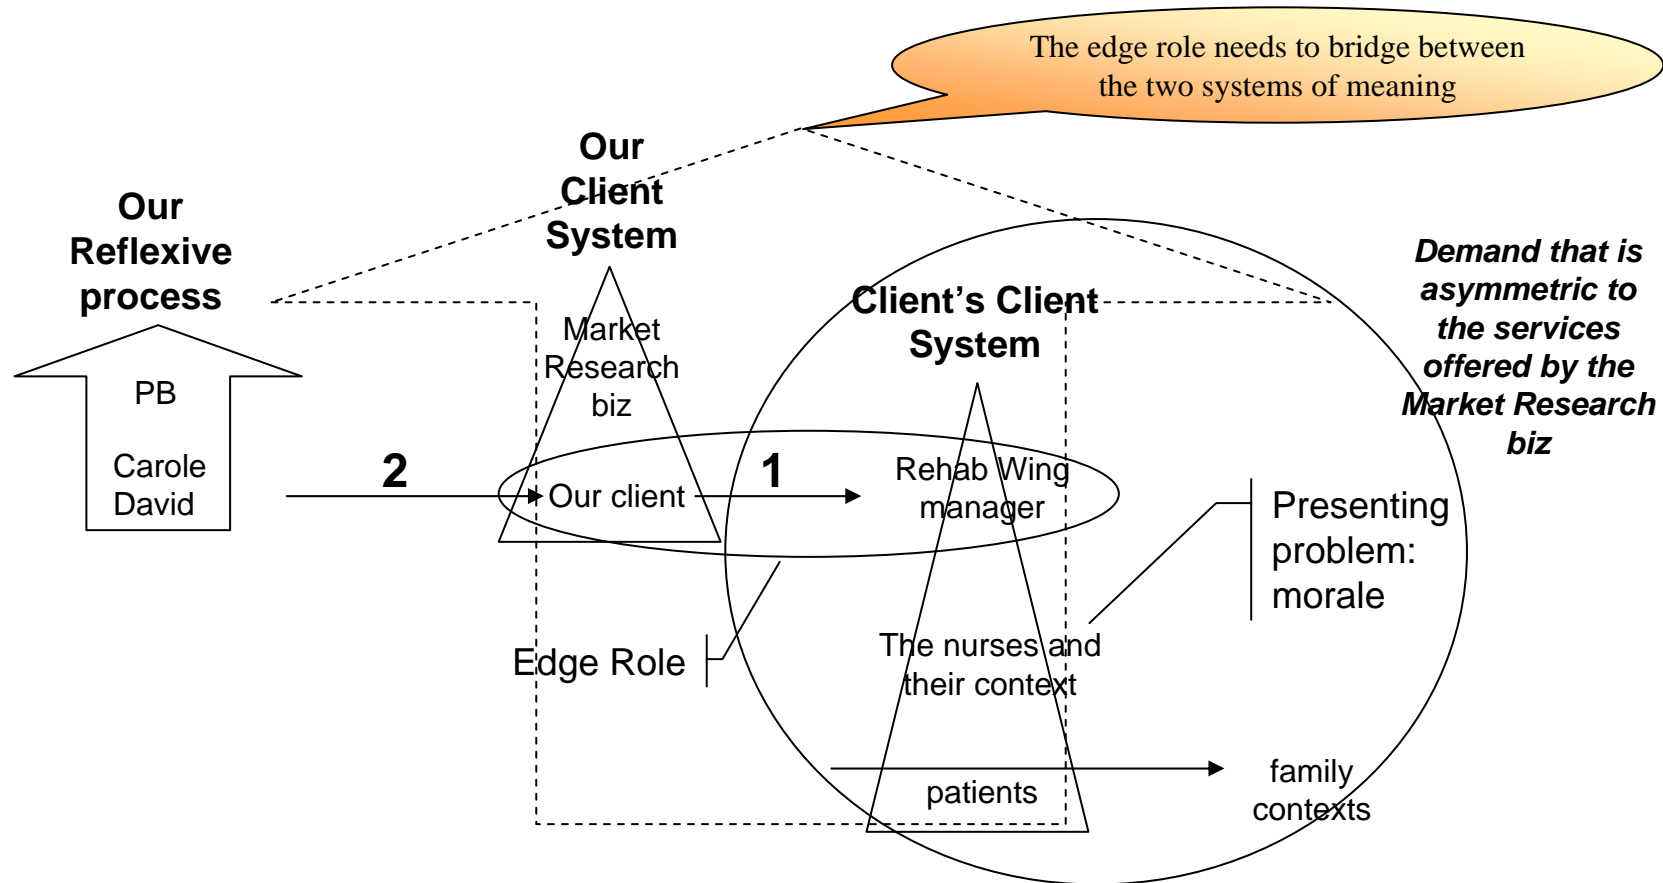 The edge role needs to bridge between
the two systems of meaning
Our
Client
System
Our
Reflexive
process
Demand that is
asymmetric to
the services
offered by the
Market Research
biz
Client’s Client
System
Market
Research
biz
PB
Carole
David
2
Our client
1
Rehab Wing
manager
Presenting
problem:
morale
Edge Role
The nurses and
their context
patients
family
contexts